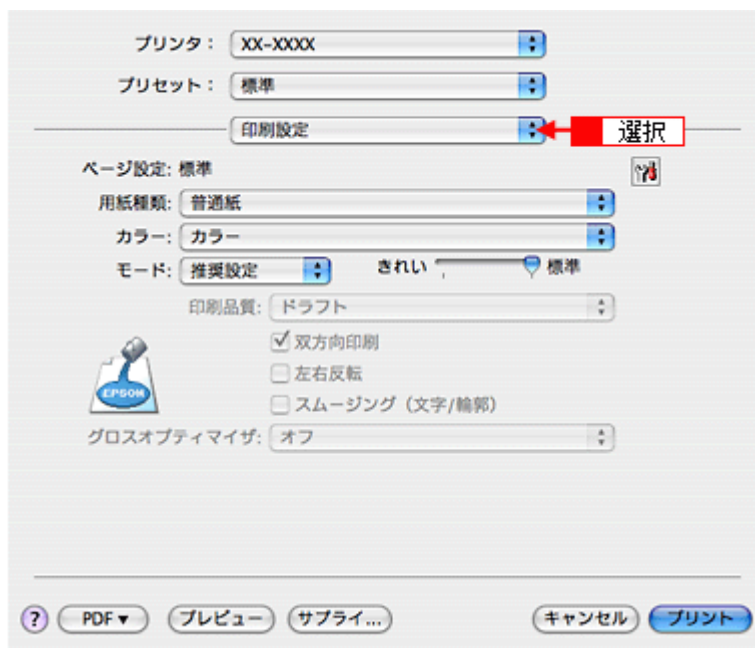 プリンタ： XX-XXXX
プリセット： 標準
印刷設定 選択
ページ設定: 標準
用紙種類: 普通紙
カラー: カラー
モード: 推奨設定 きれい 標準
印刷品質: ドラフト
双方向印刷
左右反転
EPSON
スムージング（文字/輪郭）
グロスオプティマイザ: オフ
? PDF▼ プレビュー サプライ... キャンセル プリント